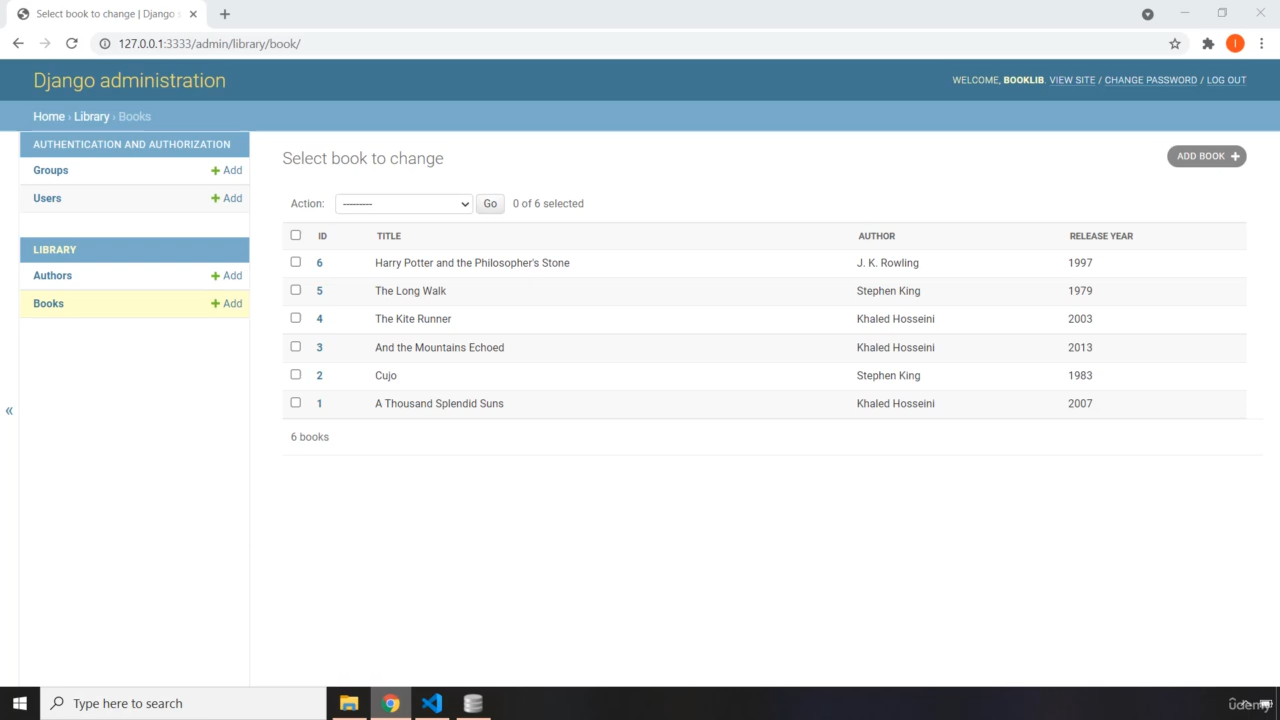 Select book to change | Django s
127.0.0.1:3333/admin/library/book/
I
Django administration
WELCOME, BOOKLIB. VIEW SITE / CHANGE PASSWORD / LOG OUT
Home › Library › Books
AUTHENTICATION AND AUTHORIZATION
Groups + Add
Users + Add
LIBRARY
Authors + Add
Books + Add
«
Select book to change
ADD BOOK +
Action: --------- Go 0 of 6 selected
ID TITLE AUTHOR RELEASE YEAR
6 Harry Potter and the Philosopher's Stone J. K. Rowling 1997
5 The Long Walk Stephen King 1979
4 The Kite Runner Khaled Hosseini 2003
3 And the Mountains Echoed Khaled Hosseini 2013
2 Cujo Stephen King 1983
1 A Thousand Splendid Suns Khaled Hosseini 2007
6 books
Type here to search
udemy